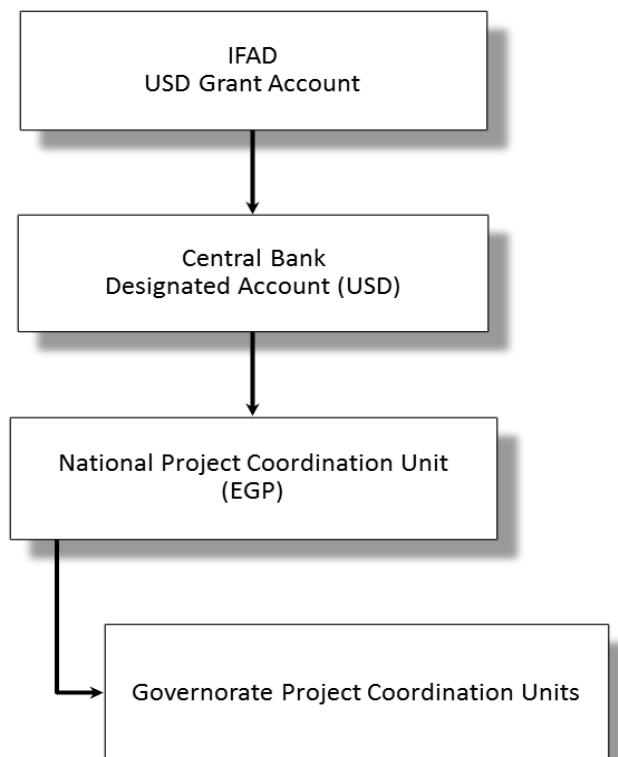 IFAD
USD Grant Account
Central Bank
Designated Account (USD)
National Project Coordination Unit
(EGP)
Governorate Project Coordination Units